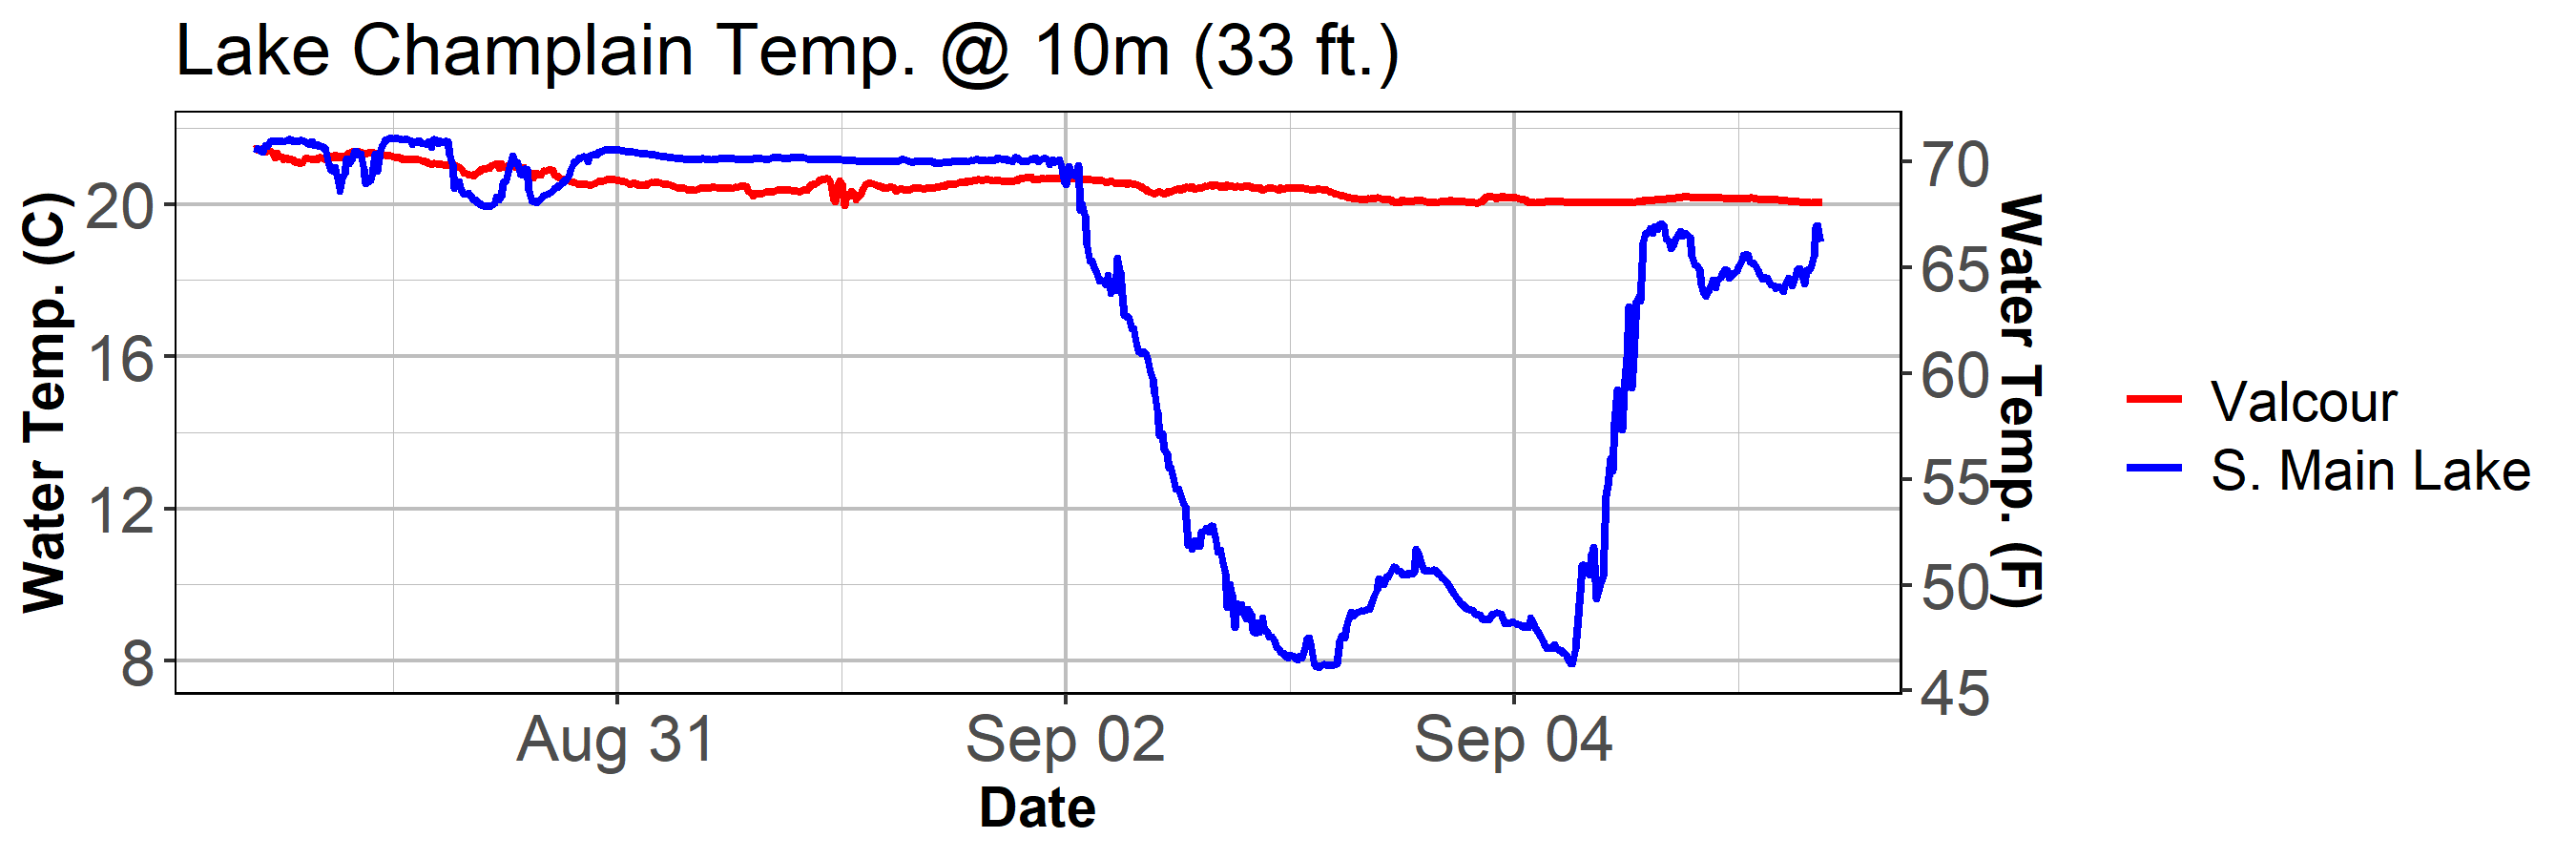 Lake Champlain Temp. @ 10m (33 ft.)
Water Temp. (C)
20
16
12
8
70
65
60
55
50
45
Water Temp. (F)
Aug 31
Sep 02
Sep 04
Date
Valcour
S. Main Lake